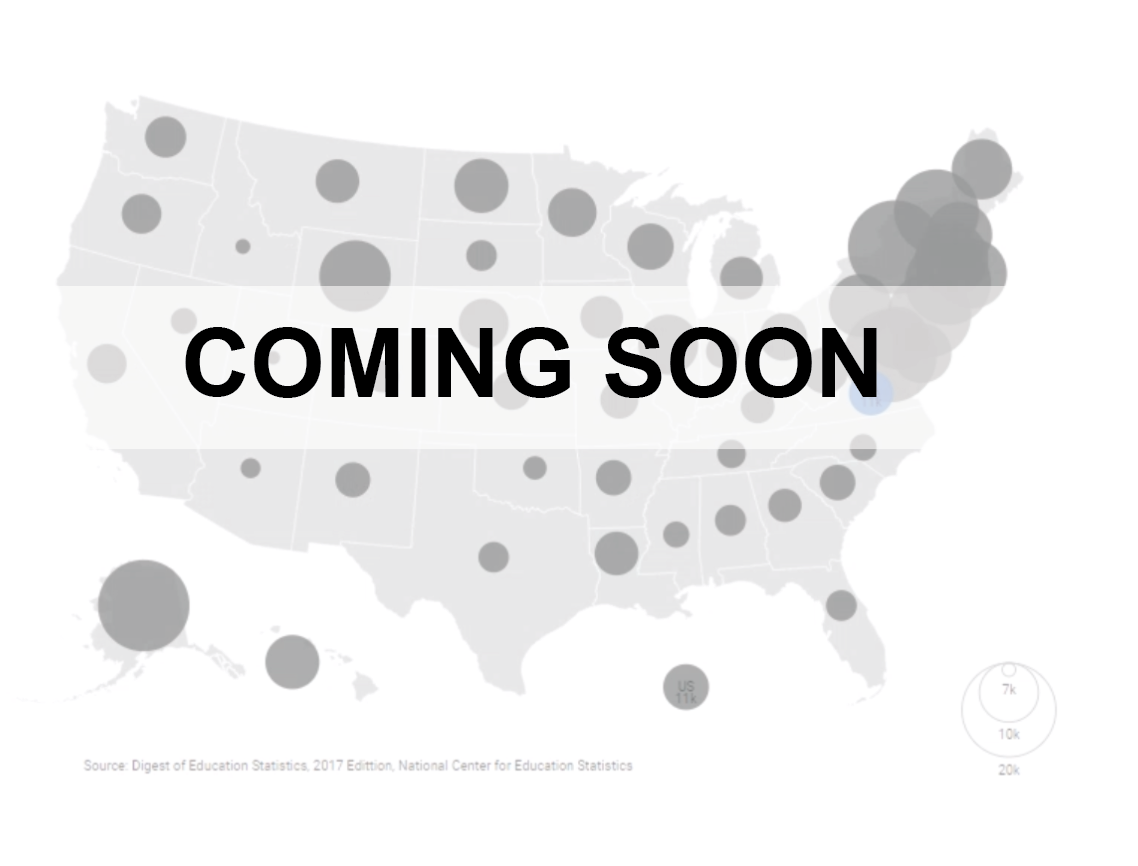 COMING SOON
US
11k
7k
10k
20k
Source: Digest of Education Statistics, 2017 Edittion, National Center for Education Statistics